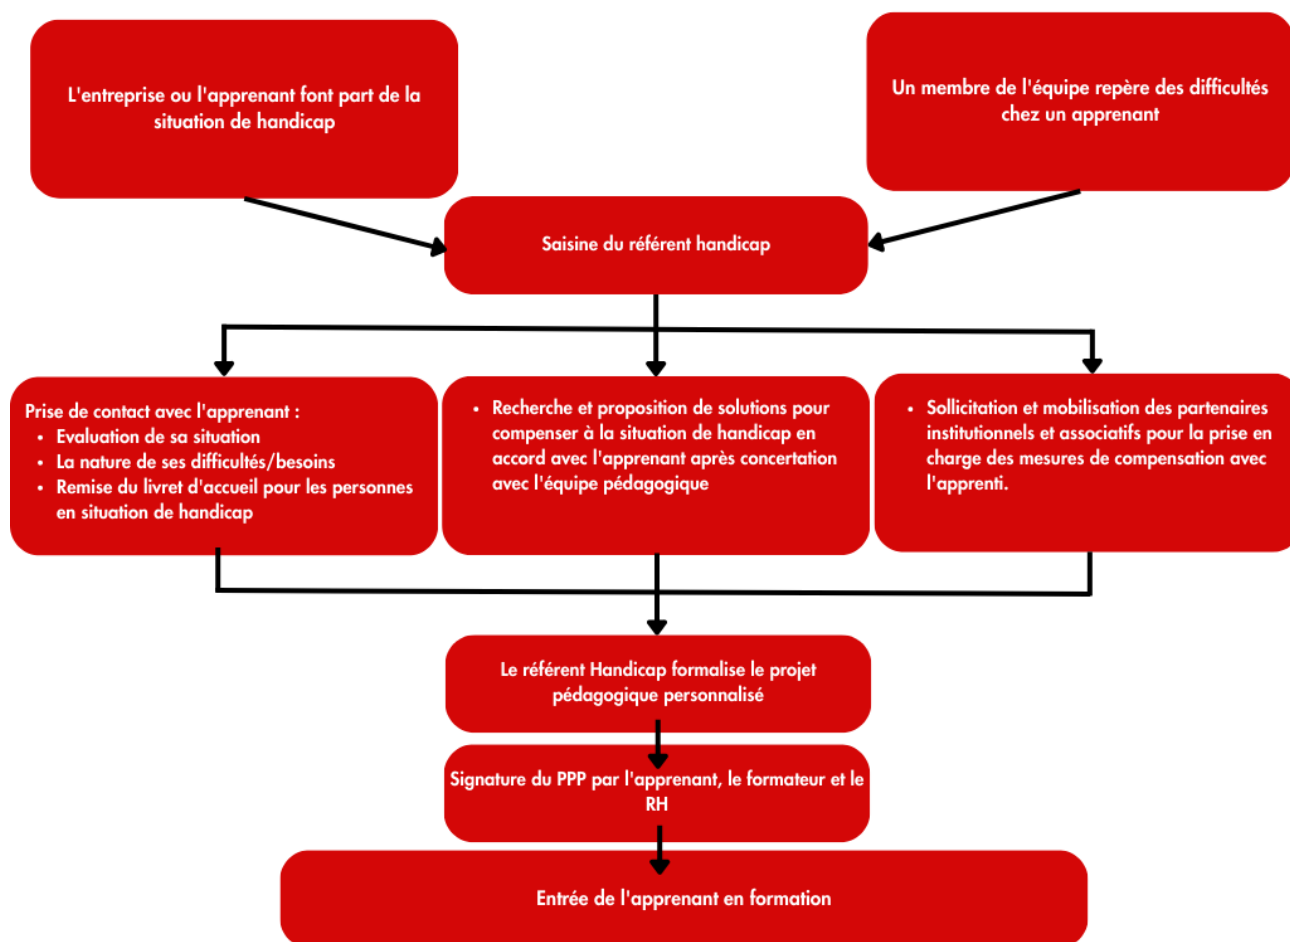 L'entreprise ou l'apprenant font part de la
situation de handicap
Un membre de l'équipe repère des difficultés
chez un apprenant
Saisine du référent handicap
Prise de contact avec l'apprenant :
• Evaluation de sa situation
• La nature de ses difficultés/besoins
• Remise du livret d'accueil pour les personnes
en situation de handicap
• Recherche et proposition de solutions pour
compenser à la situation de handicap en
accord avec l'apprenant après concertation
avec l'équipe pédagogique
• Sollicitation et mobilisation des partenaires
institutionnels et associatifs pour la prise en
charge des mesures de compensation avec
l'apprenti.
Le référent Handicap formalise le projet
pédagogique personnalisé
Signature du PPP par l'apprenant, le formateur et le
RH
Entrée de l'apprenant en formation